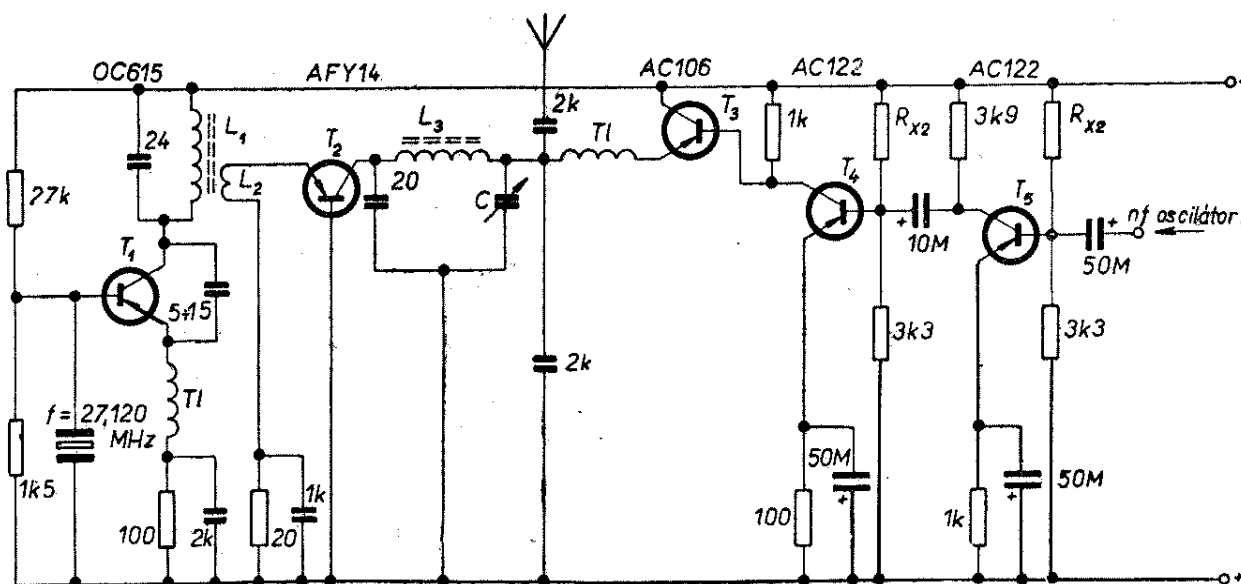 OC615
AFY14
AC106
AC122
AC122
24
L1
L2
T2
L3
2k
Tl
T3
1k
Rx2
3k9
Rx2
27k
20
C
T4
T5
10M
50M
nf oscilátor
T1
5+15
3k3
3k3
2k
Tl
f = 27,120
MHz
1k5
100
2k
20
1k
100
50M
1k
50M